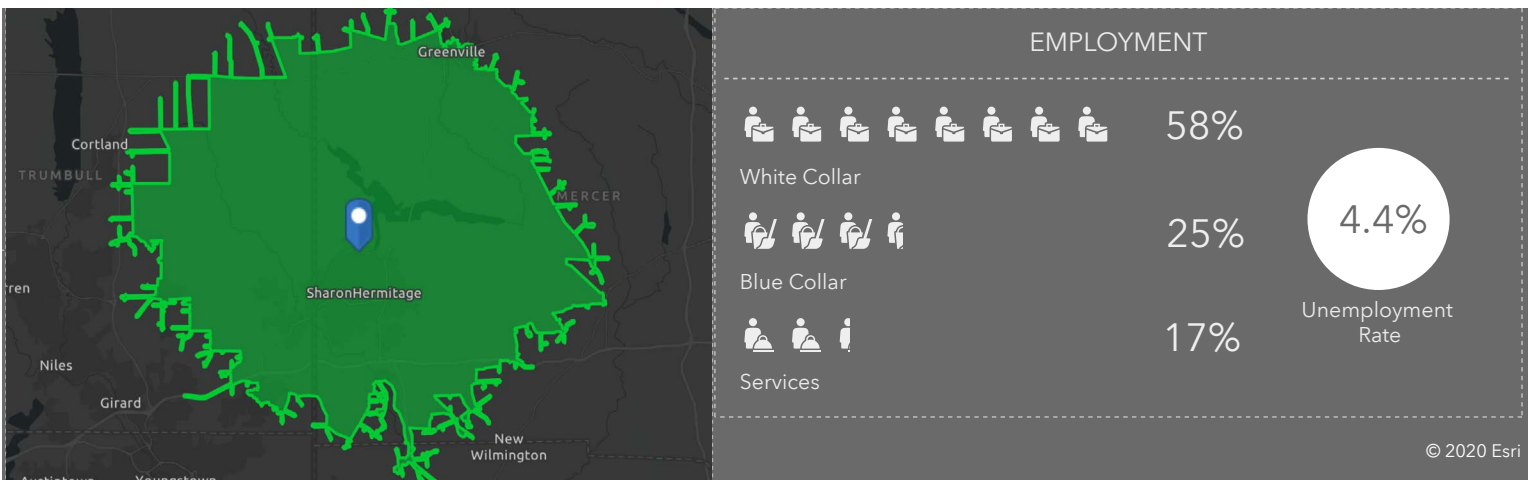 Greenville
Cortland
TRUMBULL
MERCER
ren
SharonHermitage
Niles
Girard
New
Wilmington
EMPLOYMENT
58%
White Collar
25%
Blue Collar
17%
Services
4.4%
Unemployment
Rate
© 2020 Esri